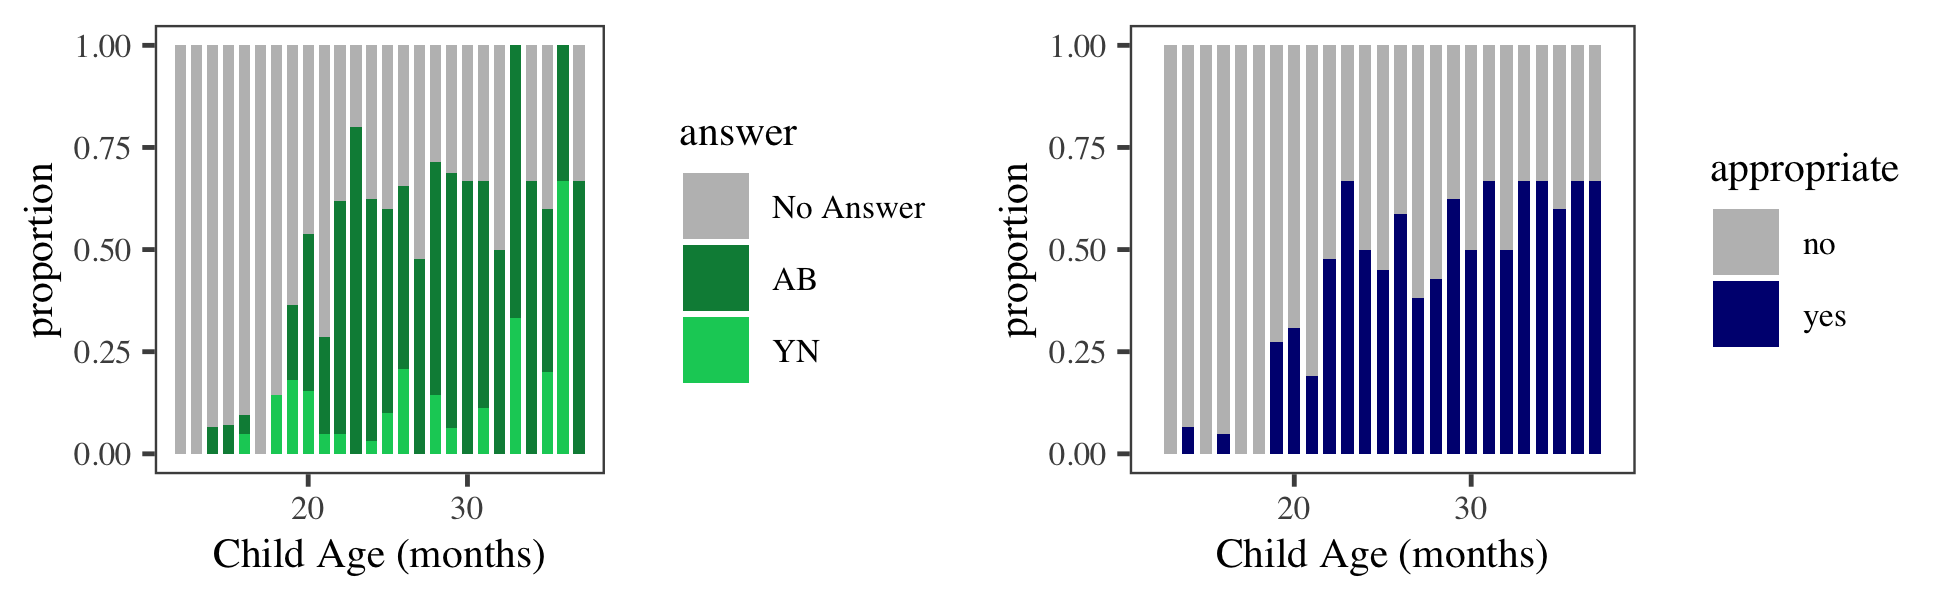 1.00
0.75
0.50
0.25
0.00
proportion
20
30
Child Age (months)
answer
No Answer
AB
YN
1.00
0.75
0.50
0.25
0.00
proportion
20
30
Child Age (months)
appropriate
no
yes